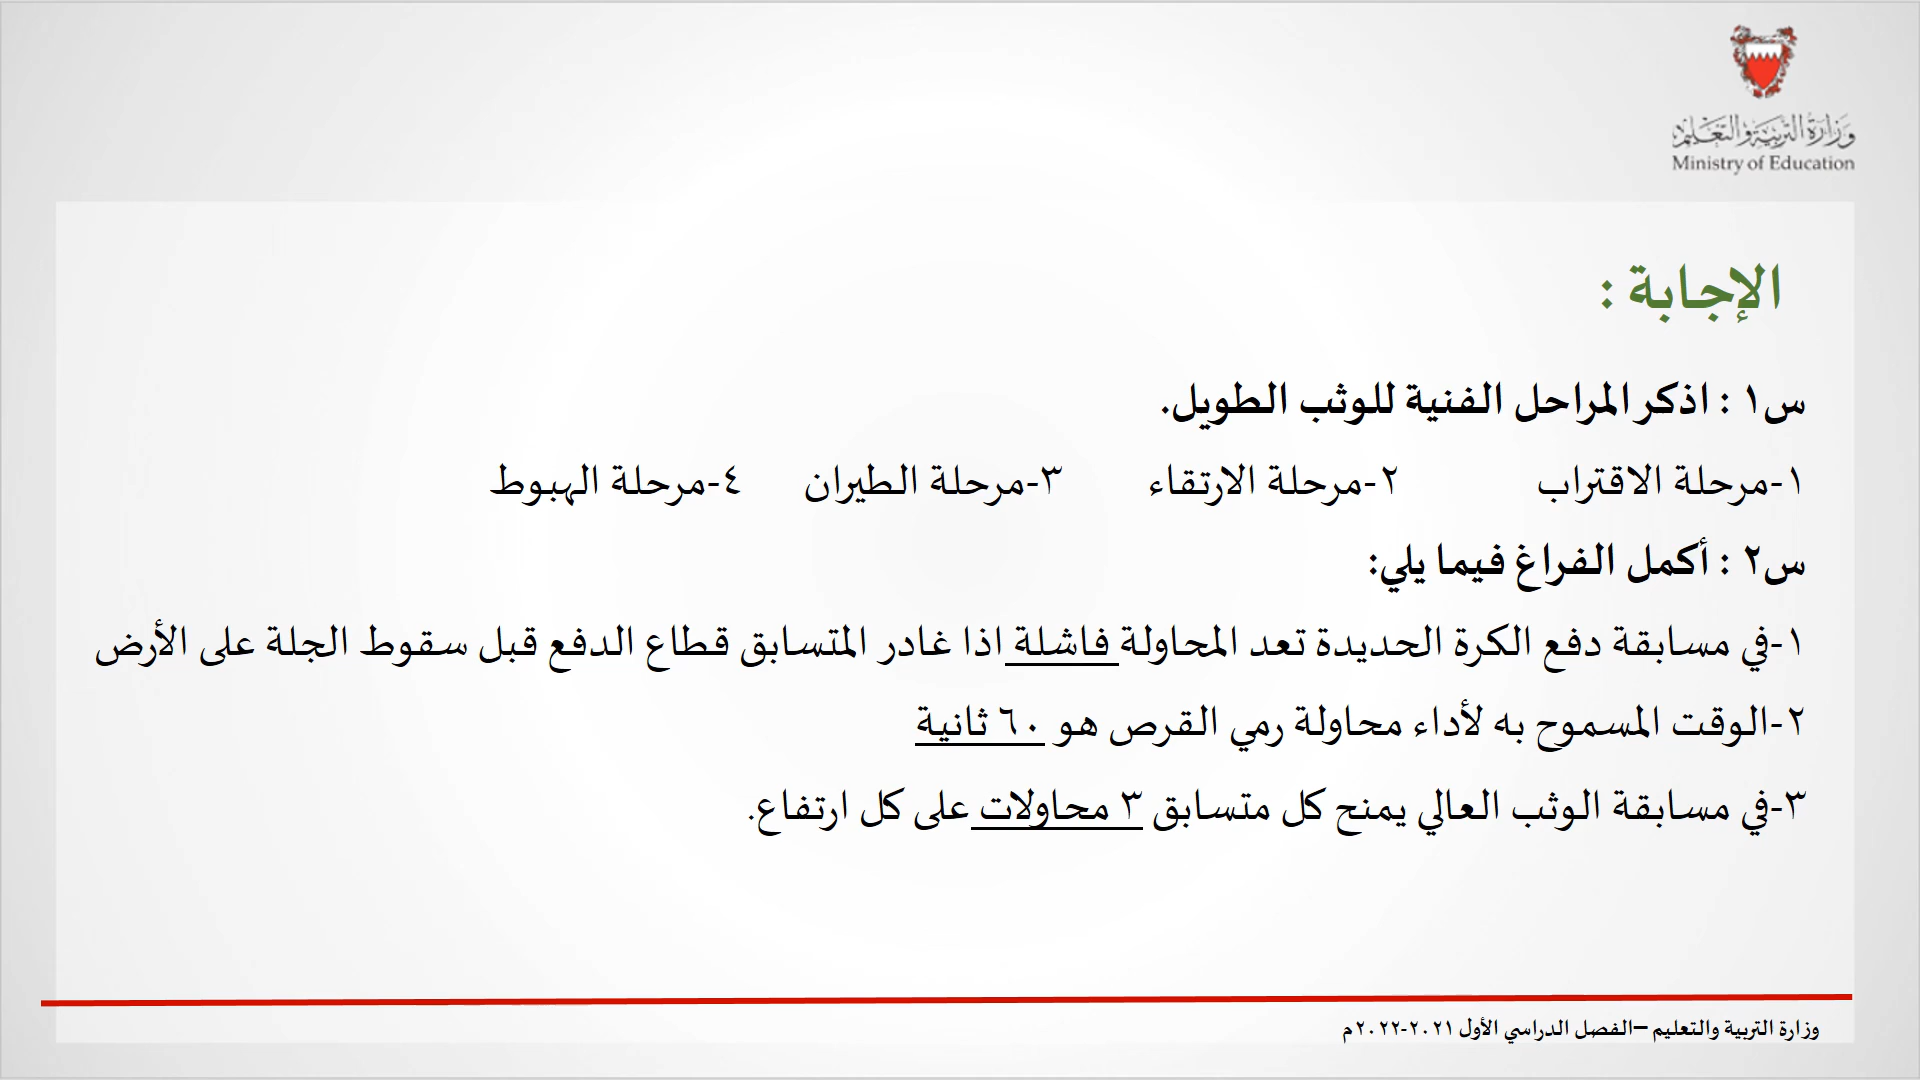 وزارة التربية والتعليم
Ministry of Education
الإجابة :
س١ : اذكر المراحل الفنية للوثب الطويل.
١-مرحلة الاقتراب ٢-مرحلة الارتقاء ٣-مرحلة الطيران ٤-مرحلة الهبوط
س٢ : أكمل الفراغ فيما يلي:
١-في مسابقة دفع الكرة الحديدة تعد المحاولة فاشلة اذا غادر المتسابق قطاع الدفع قبل سقوط الجلة على الأرض
٢-الوقت المسموح به لأداء محاولة رمي القرص هو ٦٠ ثانية
٣-في مسابقة الوثب العالي يمنح كل متسابق ٣ محاولات على كل ارتفاع.
وزارة التربية والتعليم –الفصل الدراسي الأول ٢٠٢١-٢٠٢٢م